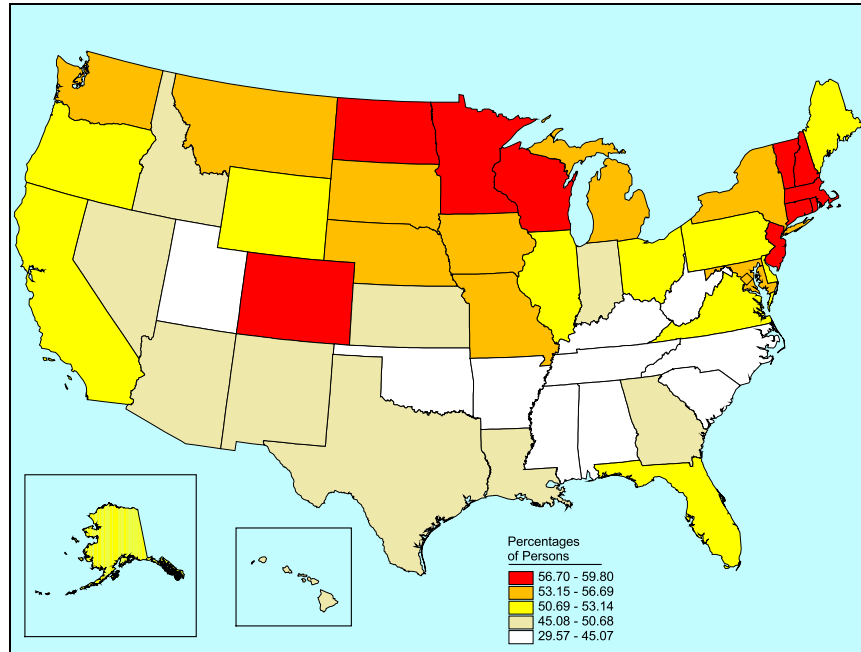 Percentages
of Persons
56.70 - 59.80
53.15 - 56.69
50.69 - 53.14
45.08 - 50.68
29.57 - 45.07